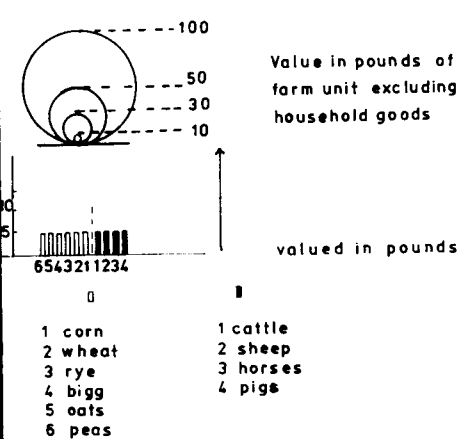 100
50
30
10
Value in pounds of
farm unit excluding
household goods
5
valued in pounds
6543211234
1 corn
2 wheat
3 rye
4 bigg
5 oats
6 peas
1 cattle
2 sheep
3 horses
4 pigs